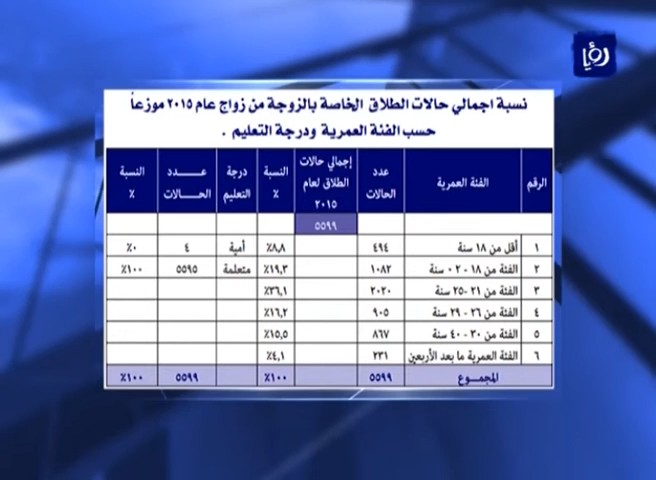 رؤيا
نسبة اجمالي حالات الطلاق الخاصة بالزوجة من زواج عام ٢٠١٥ موزعاً
حسب الفئة العمرية ودرجة التعليم .
الرقم الفئة العمرية عدد الحالات إجمالي حالات الطلاق لعام ٢٠١٥ النسبة ٪ درجة التعليم عـــدد الحـالات النسبة ٪
٥٥٩٩
١ أقل من ١٨ سنة ٤٩٤ ٨,٨٪ أمية ٤ ٠٪
٢ الفئة من ١٨ - ٠٢ سنة ١٠٨٢ ١٩,٣٪ متعلمة ٥٥٩٥ ١٠٠٪
٣ الفئة من ٢١ -٢٥ سنة ٢٠٢٠ ٣٦,١٪
٤ الفئة من ٢٦ - ٢٩ سنة ٩٠٥ ١٦,٢٪
٥ الفئة من ٣٠ - ٤٠ سنة ٨٦٧ ١٥,٥٪
٦ الفئة العمرية ما بعد الأربعين ٢٣١ ٤,١٪
المجمـــوع ٥٥٩٩ ١٠٠٪ ٥٥٩٩ ١٠٠٪